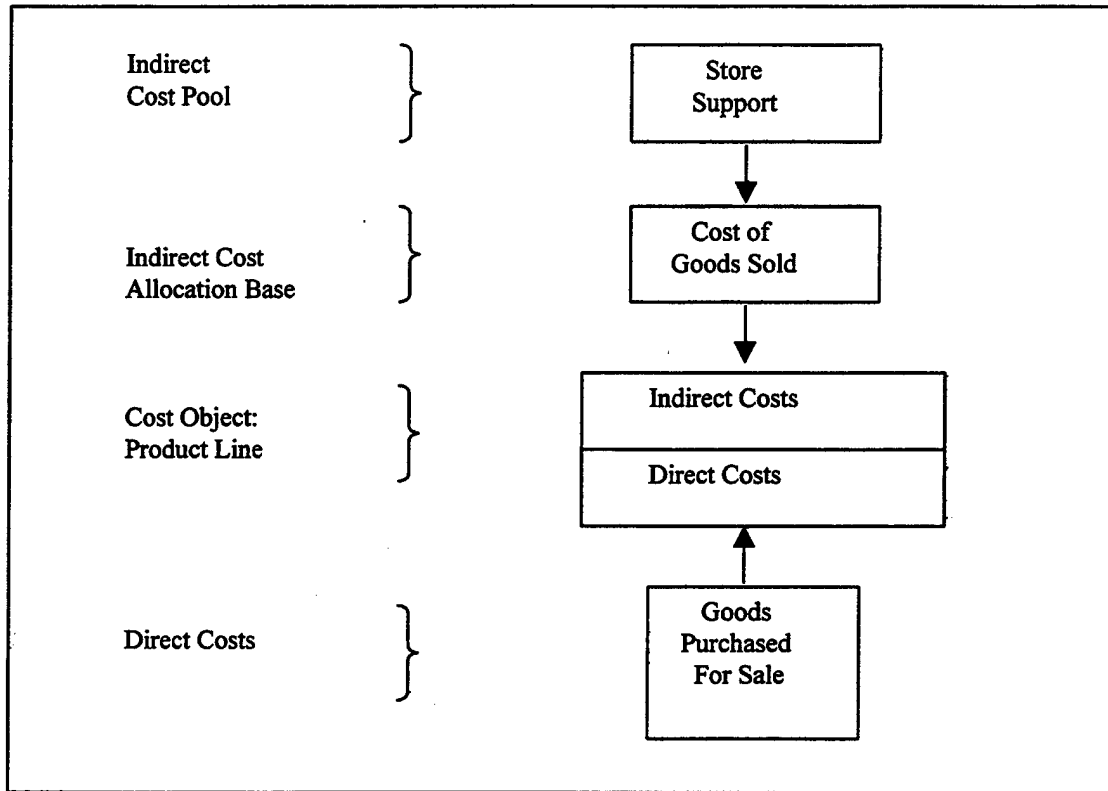 Indirect
Cost Pool
Store
Support
Indirect Cost
Allocation Base
Cost of
Goods Sold
Cost Object:
Product Line
Indirect Costs
Direct Costs
Direct Costs
Goods
Purchased
For Sale